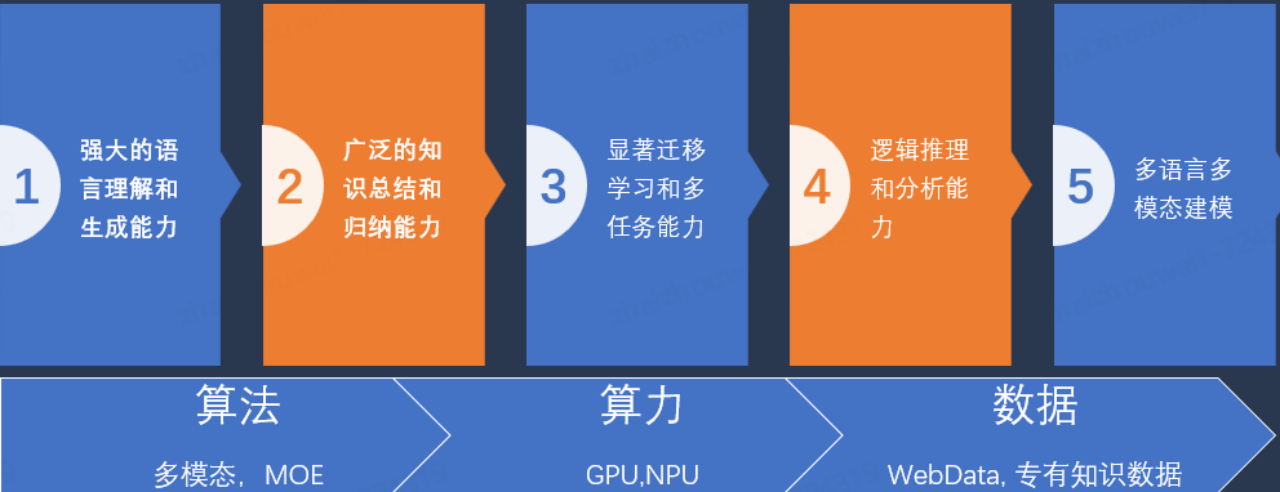 1
强大的语
言理解和
生成能力
2
广泛的知
识总结和
归纳能力
3
显著迁移
学习和多
任务能力
4
逻辑推理
和分析能
力
5
多语言多
模态建模
算法
多模态，MOE
算力
GPU,NPU
数据
WebData, 专有知识数据